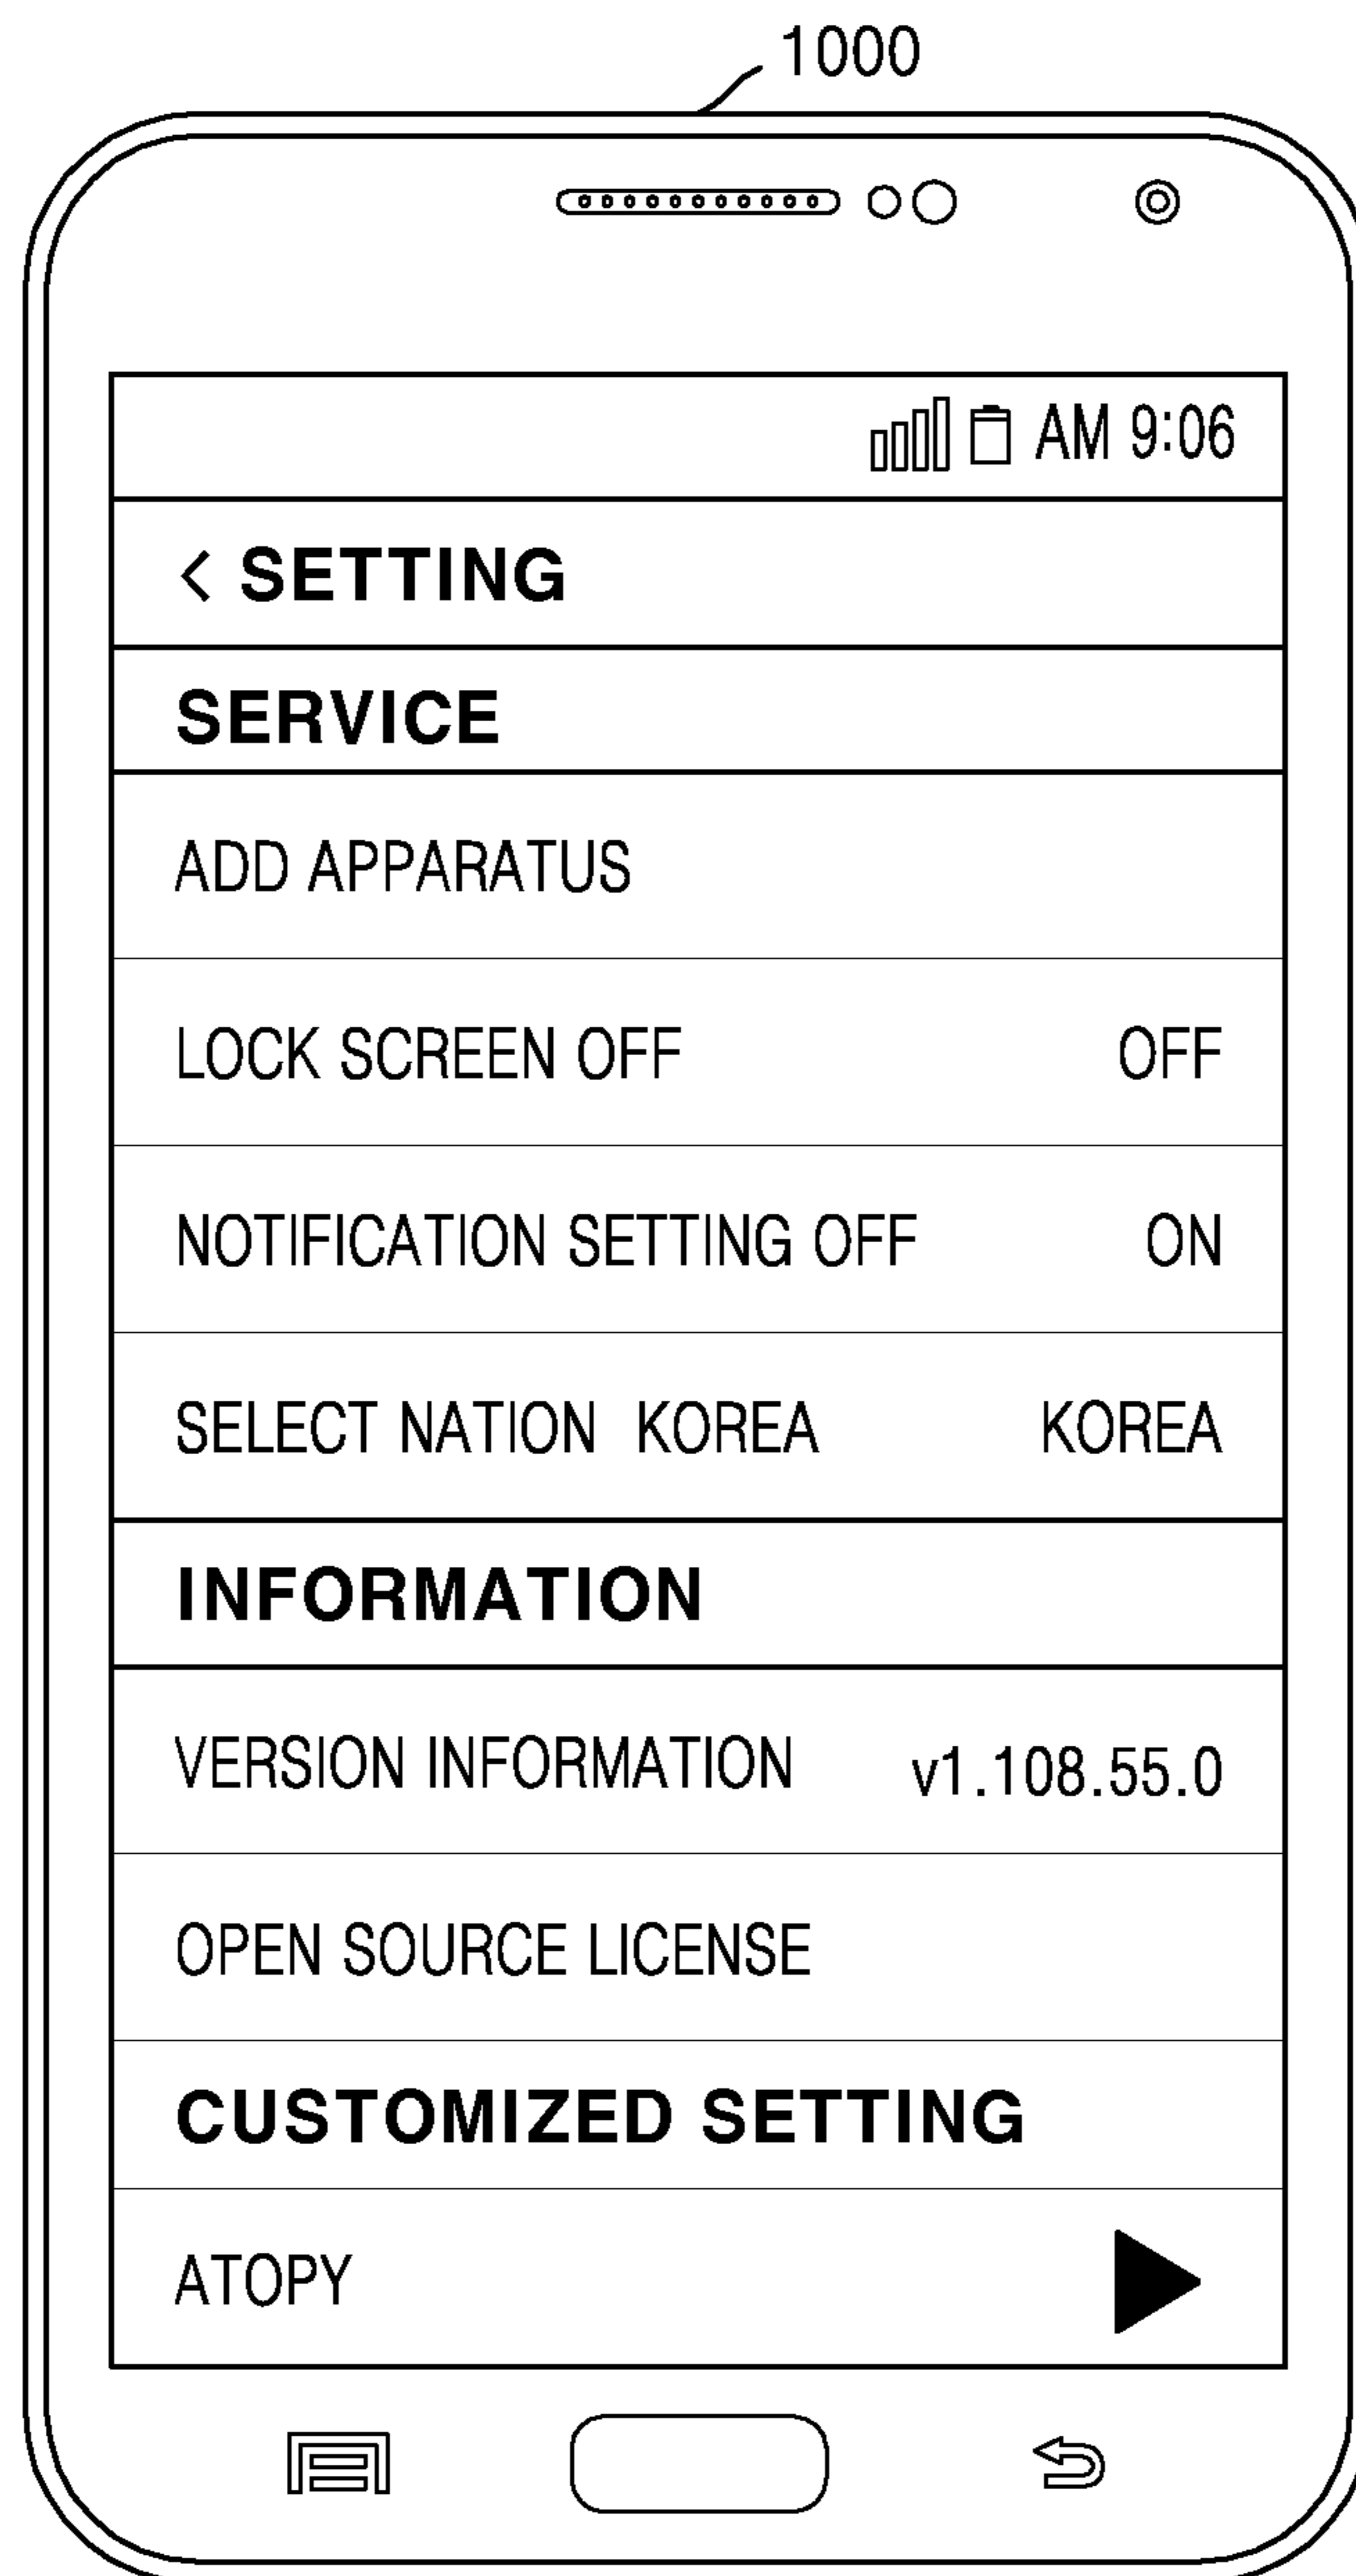 1000
AM 9:06
< SETTING
SERVICE
ADD APPARATUS
LOCK SCREEN OFF OFF
NOTIFICATION SETTING OFF ON
SELECT NATION KOREA KOREA
INFORMATION
VERSION INFORMATION v1.108.55.0
OPEN SOURCE LICENSE
CUSTOMIZED SETTING
ATOPY